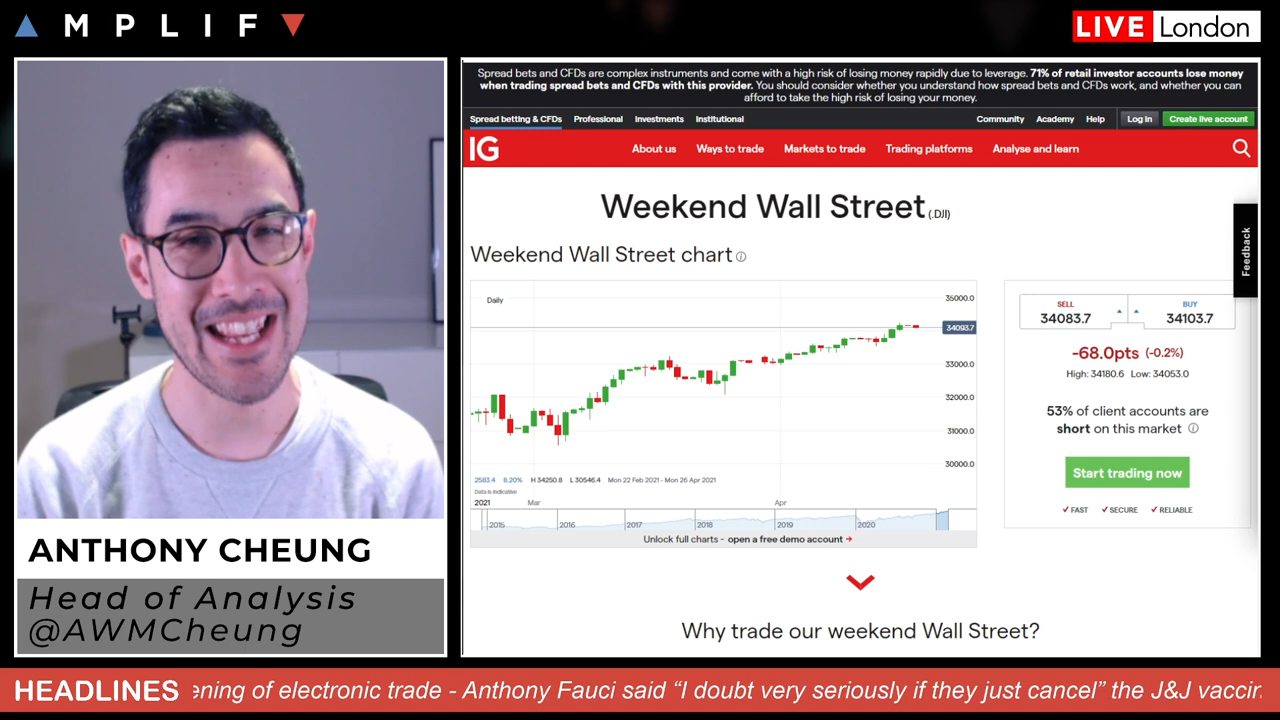 AMPLIFY
LIVE London
Spread bets and CFDs are complex instruments and come with a high risk of losing money rapidly due to leverage. 71% of retail investor accounts lose money
when trading spread bets and CFDs with this provider. You should consider whether you understand how spread bets and CFDs work, and whether you can
afford to take the high risk of losing your money.
Spread betting & CFDs Professional Investments Institutional Community Academy Help Log in Create live account
IG About us Ways to trade Markets to trade Trading platforms Analyse and learn
Weekend Wall Street (.DJI)
Feedback
Weekend Wall Street chart
Daily
35000.0
34093.7
33000.0
32000.0
31000.0
30000.0
2583.4 8.20% H 34250.8 L 30546.4 Mon 22 Feb 2021 - Mon 26 Apr 2021
Data is indicative
2021 Mar Apr
2015 2016 2017 2018 2019 2020
Unlock full charts - open a free demo account
SELL BUY
34083.7 34103.7
-68.0pts (-0.2%)
High: 34180.6 Low: 34053.0
53% of client accounts are
short on this market
Start trading now
FAST SECURE RELIABLE
Why trade our weekend Wall Street?
ANTHONY CHEUNG
Head of Analysis
@AWMCheung
HEADLINES ening of electronic trade - Anthony Fauci said “I doubt very seriously if they just cancel” the J&J vaccin